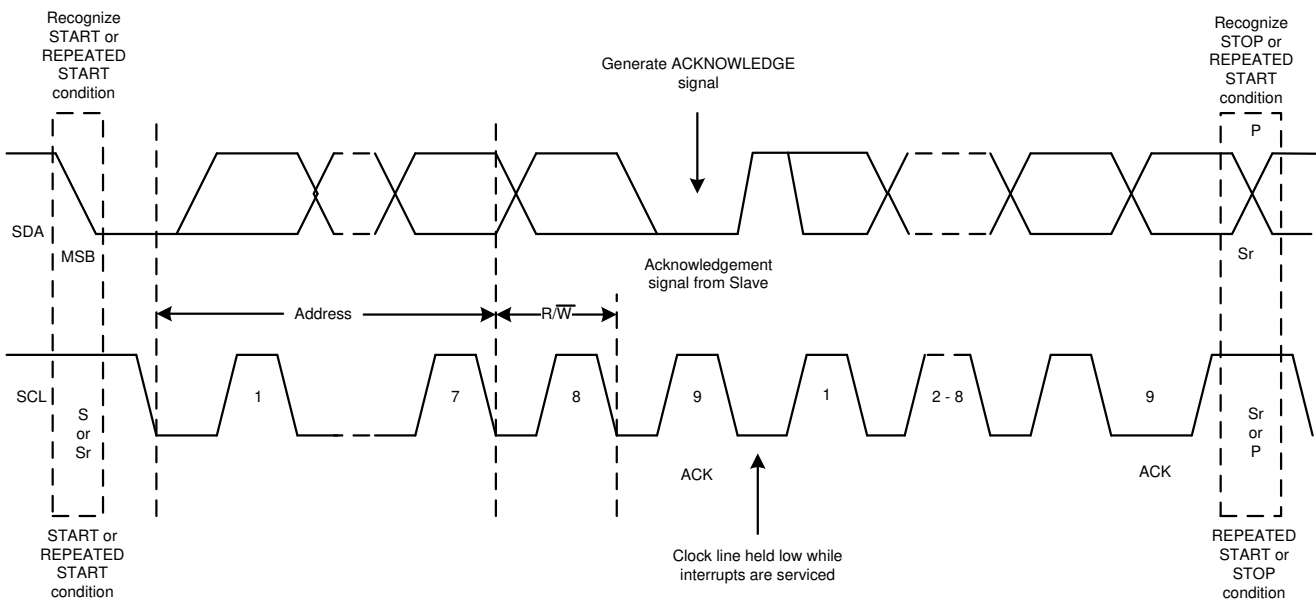 Recognize
START or
REPEATED
START
condition
Generate ACKNOWLEDGE
signal
Recognize
STOP or
REPEATED
START
condition
P
SDA
MSB
Acknowledgement
signal from Slave
Sr
Address
R/W̅
SCL
S
or
Sr
1
7
8
9
1
2 - 8
9
Sr
or
P
ACK
ACK
START or
REPEATED
START
condition
Clock line held low while
interrupts are serviced
REPEATED
START or
STOP
condition